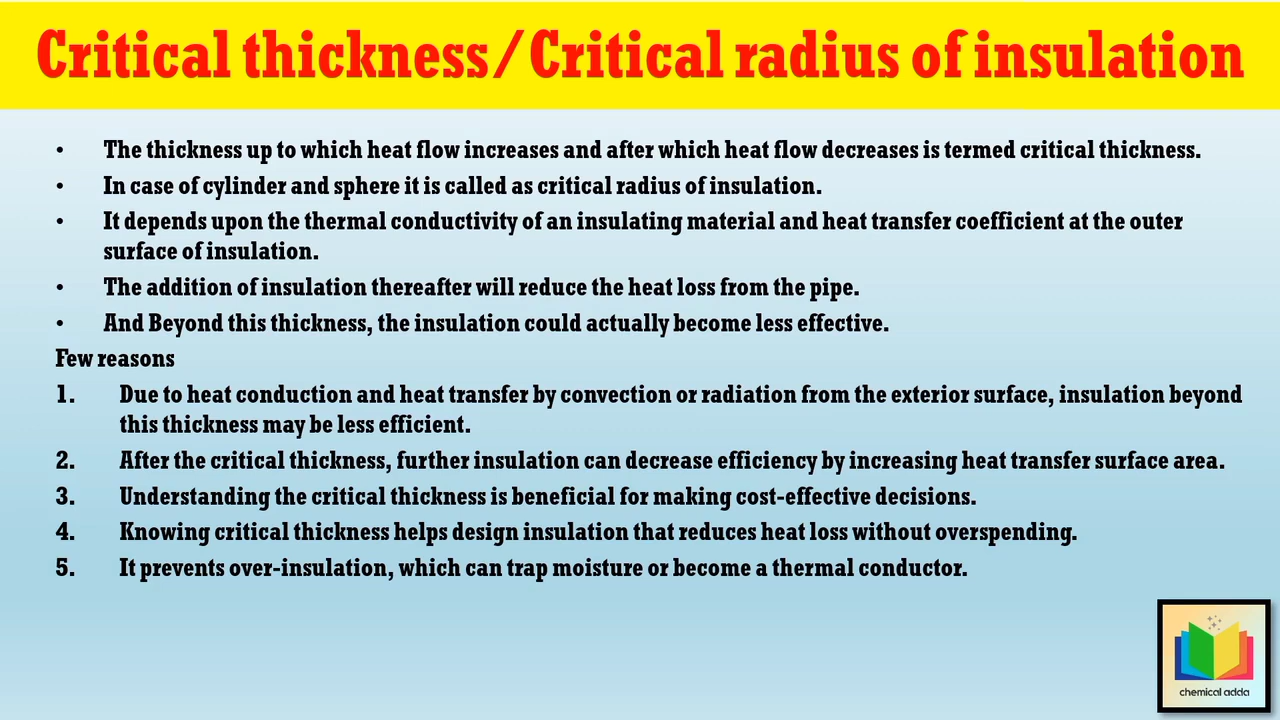 Critical thickness/Critical radius of insulation
• The thickness up to which heat flow increases and after which heat flow decreases is termed critical thickness.
• In case of cylinder and sphere it is called as critical radius of insulation.
• It depends upon the thermal conductivity of an insulating material and heat transfer coefficient at the outer
surface of insulation.
• The addition of insulation thereafter will reduce the heat loss from the pipe.
• And Beyond this thickness, the insulation could actually become less effective.
Few reasons
1. Due to heat conduction and heat transfer by convection or radiation from the exterior surface, insulation beyond
this thickness may be less efficient.
2. After the critical thickness, further insulation can decrease efficiency by increasing heat transfer surface area.
3. Understanding the critical thickness is beneficial for making cost-effective decisions.
4. Knowing critical thickness helps design insulation that reduces heat loss without overspending.
5. It prevents over-insulation, which can trap moisture or become a thermal conductor.
chemical adda